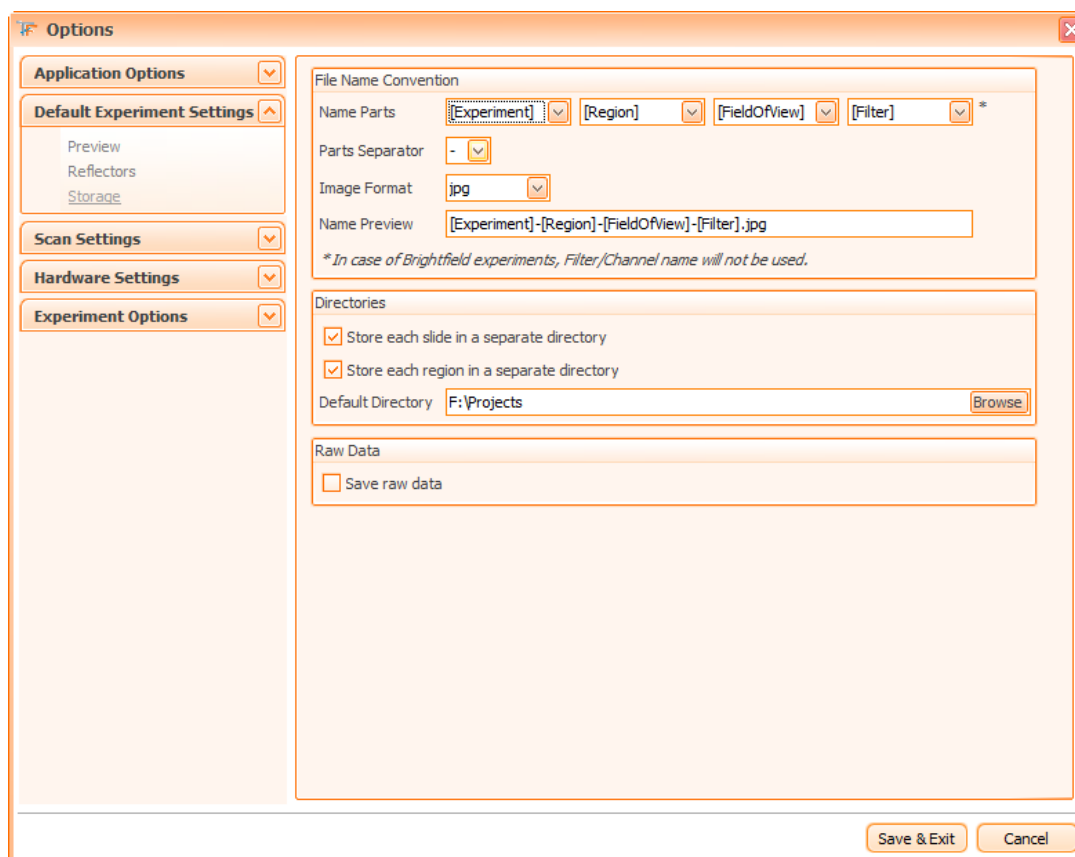 Options
Application Options
Default Experiment Settings
Preview
Reflectors
Storage
Scan Settings
Hardware Settings
Experiment Options
File Name Convention
Name Parts [Experiment] [Region] [FieldOfView] [Filter] *
Parts Separator -
Image Format jpg
Name Preview [Experiment]-[Region]-[FieldOfView]-[Filter].jpg
* In case of Brightfield experiments, Filter/Channel name will not be used.
Directories
Store each slide in a separate directory
Store each region in a separate directory
Default Directory F:\Projects Browse
Raw Data
Save raw data
Save & Exit Cancel